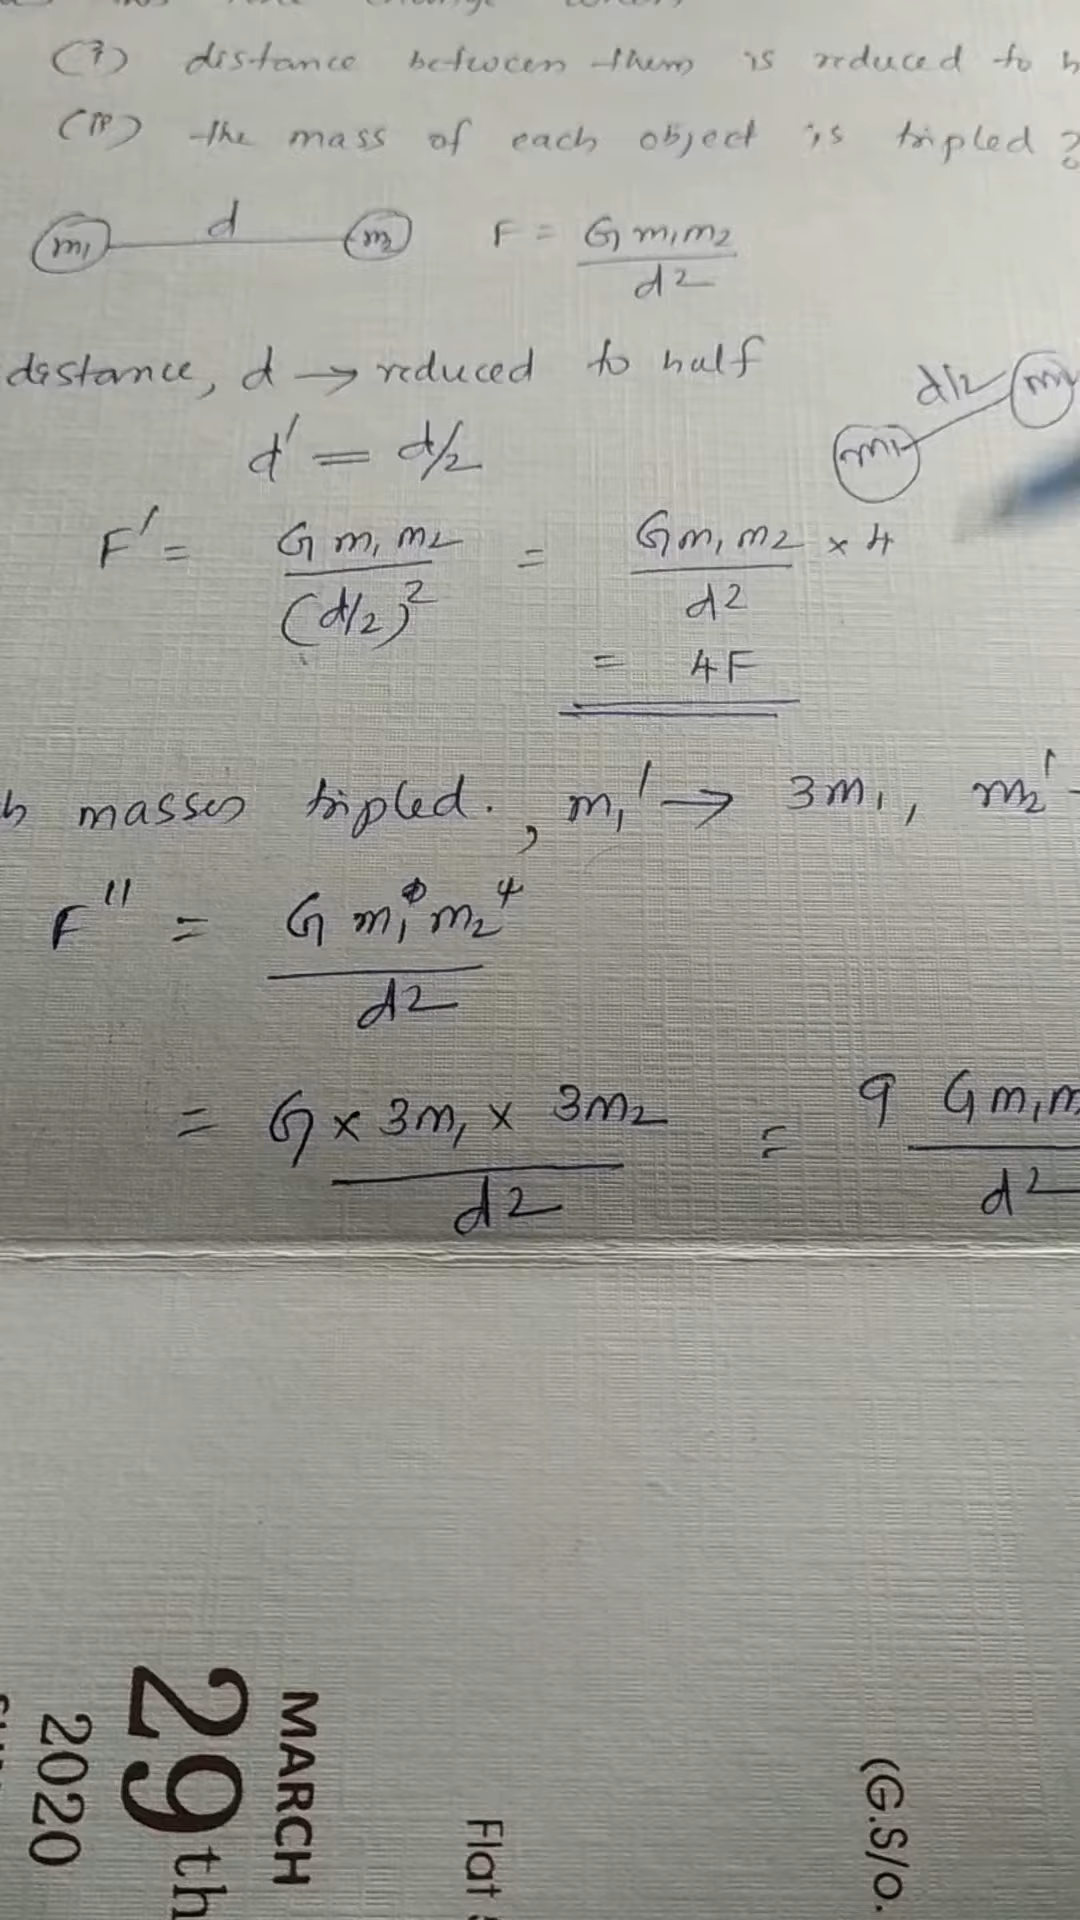 (i) distance between them is reduced to h
(ii) the mass of each object is tripled?
m1 d m2 F = G m1m2 / d2
distance, d → reduced to half
d/2 m2
m1
d' = d/2
F' = G m1 m2 / (d/2)² = G m1 m2 / d2 × 4
= 4F
masses tripled., m1' → 3m1, m2'
F'' = G m1' m2' / d2
= G × 3m1 × 3m2 / d2 = 9 G m1m / d2
MARCH
29th
2020
Flat
(G.S/o.